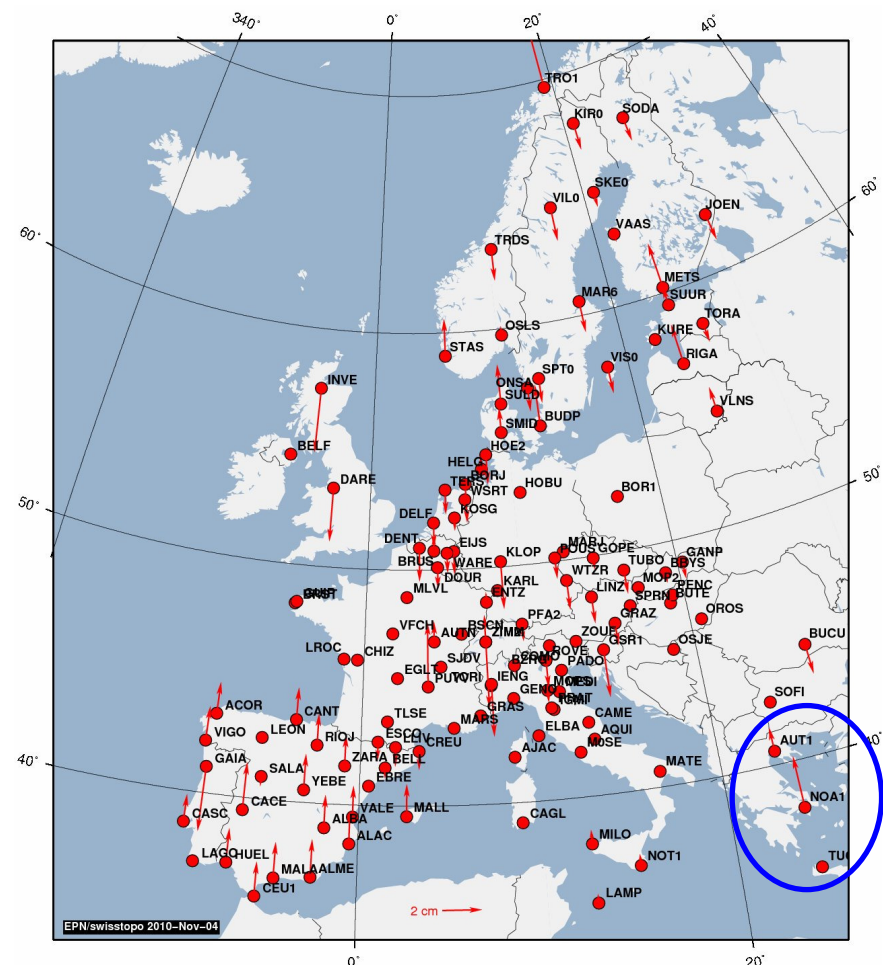 340°
0°
20°
40°
TRO1
KIR0
SODA
SKE0
60°
VIL0
JOEN
VAAS
60°
TRDS
METS
MAR6
SUUR
TORA
OSLS
KURE
STAS
RIGA
VIS0
SPT0
INVE
ONSA
SULD
VLNS
BUDP
SMID
BELF
HOE2
HELG
BORJ
50°
DARE
TERS
HOBU
BOR1
WSRT
50°
DELF
KOSG
DENT
EIJS
MARJ
GOPE
KLOP
GANP
BRUS
WARE
TUBO
BBYS
DOUR
WTZR
MOP2
KARL
LINZ
PENC
MLVL
ENTZ
SPRN
BUTE
GRAZ
OROS
PFA2
VFCH
AUTN
ZOUF
BUCU
LROC
CHIZ
GSR1
OSJE
ROVE
SJDV
PADO
EGLT
PUYV
TORI
IENG
SOFI
ACOR
CANT
TLSE
GRAS
GENO
MARS
CAME
VIGO
LEON
RIOJ
ESCO
CREU
ELBA
AQUI
AUT1
40°
LLIV
AJAC
MoSE
GAIA
ZARA
BELL
MATE
40°
SALA
YEBE
EBRE
NOA1
CASC
CACE
VALE
MALL
CAGL
ALBA
ALAC
MILO
LAGO
HUEL
NOT1
MALA
ALME
CEU1
LAMP
2 cm
EPN/swisstopo 2010-Nov-04
0°
20°